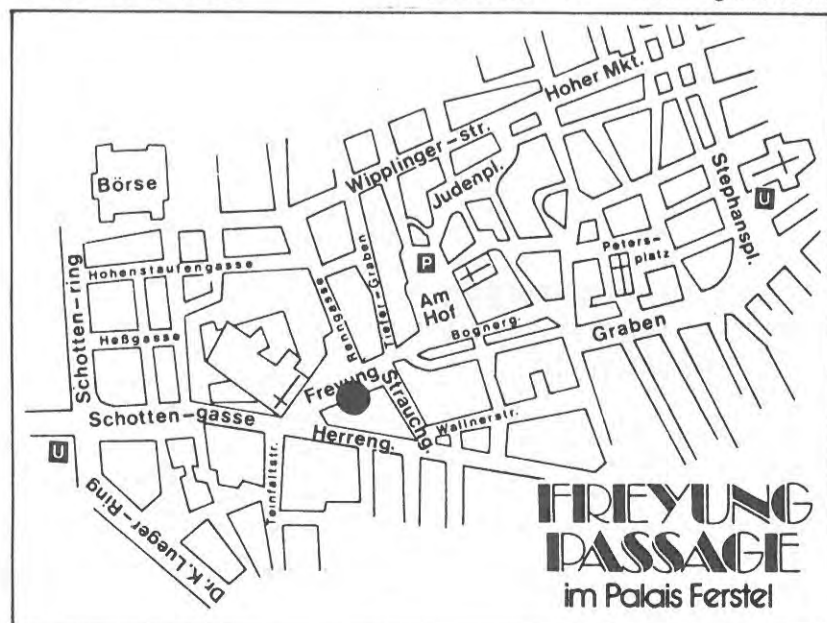 Hoher Mkt.
Wipplinger-str.
Judenpl.
Börse
Stephanspl.
U
Peters-
platz
Hohenstaufengasse
P
Am
Hof
Schotten-ring
Renngasse
Tiefer-Graben
Heßgasse
Bognerg.
Graben
Freyung
Strauchg.
Schotten-gasse
Wallnerstr.
Herreng.
U
Teinfaltstr.
Dr. K. Lueger-Ring
FREYUNG
PASSAGE
im Palais Ferstel